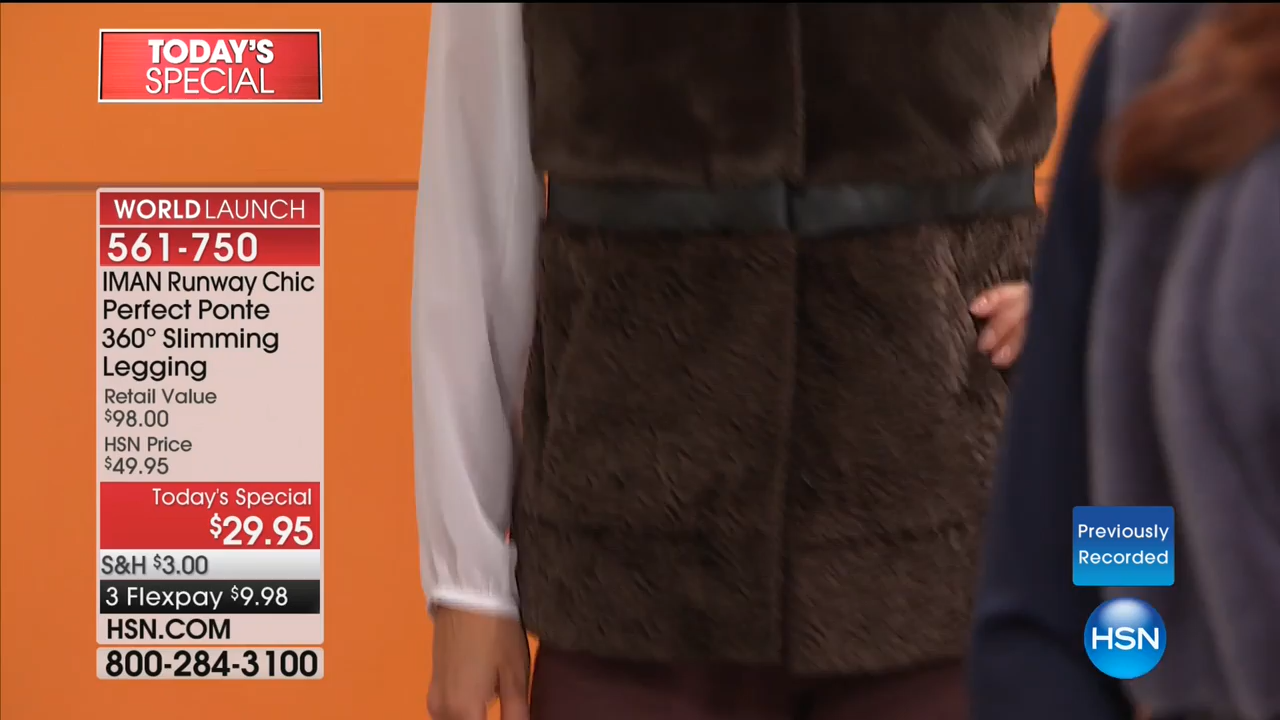 TODAY'S
SPECIAL
WORLD LAUNCH
561-750
IMAN Runway Chic
Perfect Ponte
360° Slimming
Legging
Retail Value
$98.00
HSN Price
$49.95
Today's Special
$29.95
S&H $3.00
3 Flexpay $9.98
HSN.COM
800-284-3100
Previously
Recorded
HSN